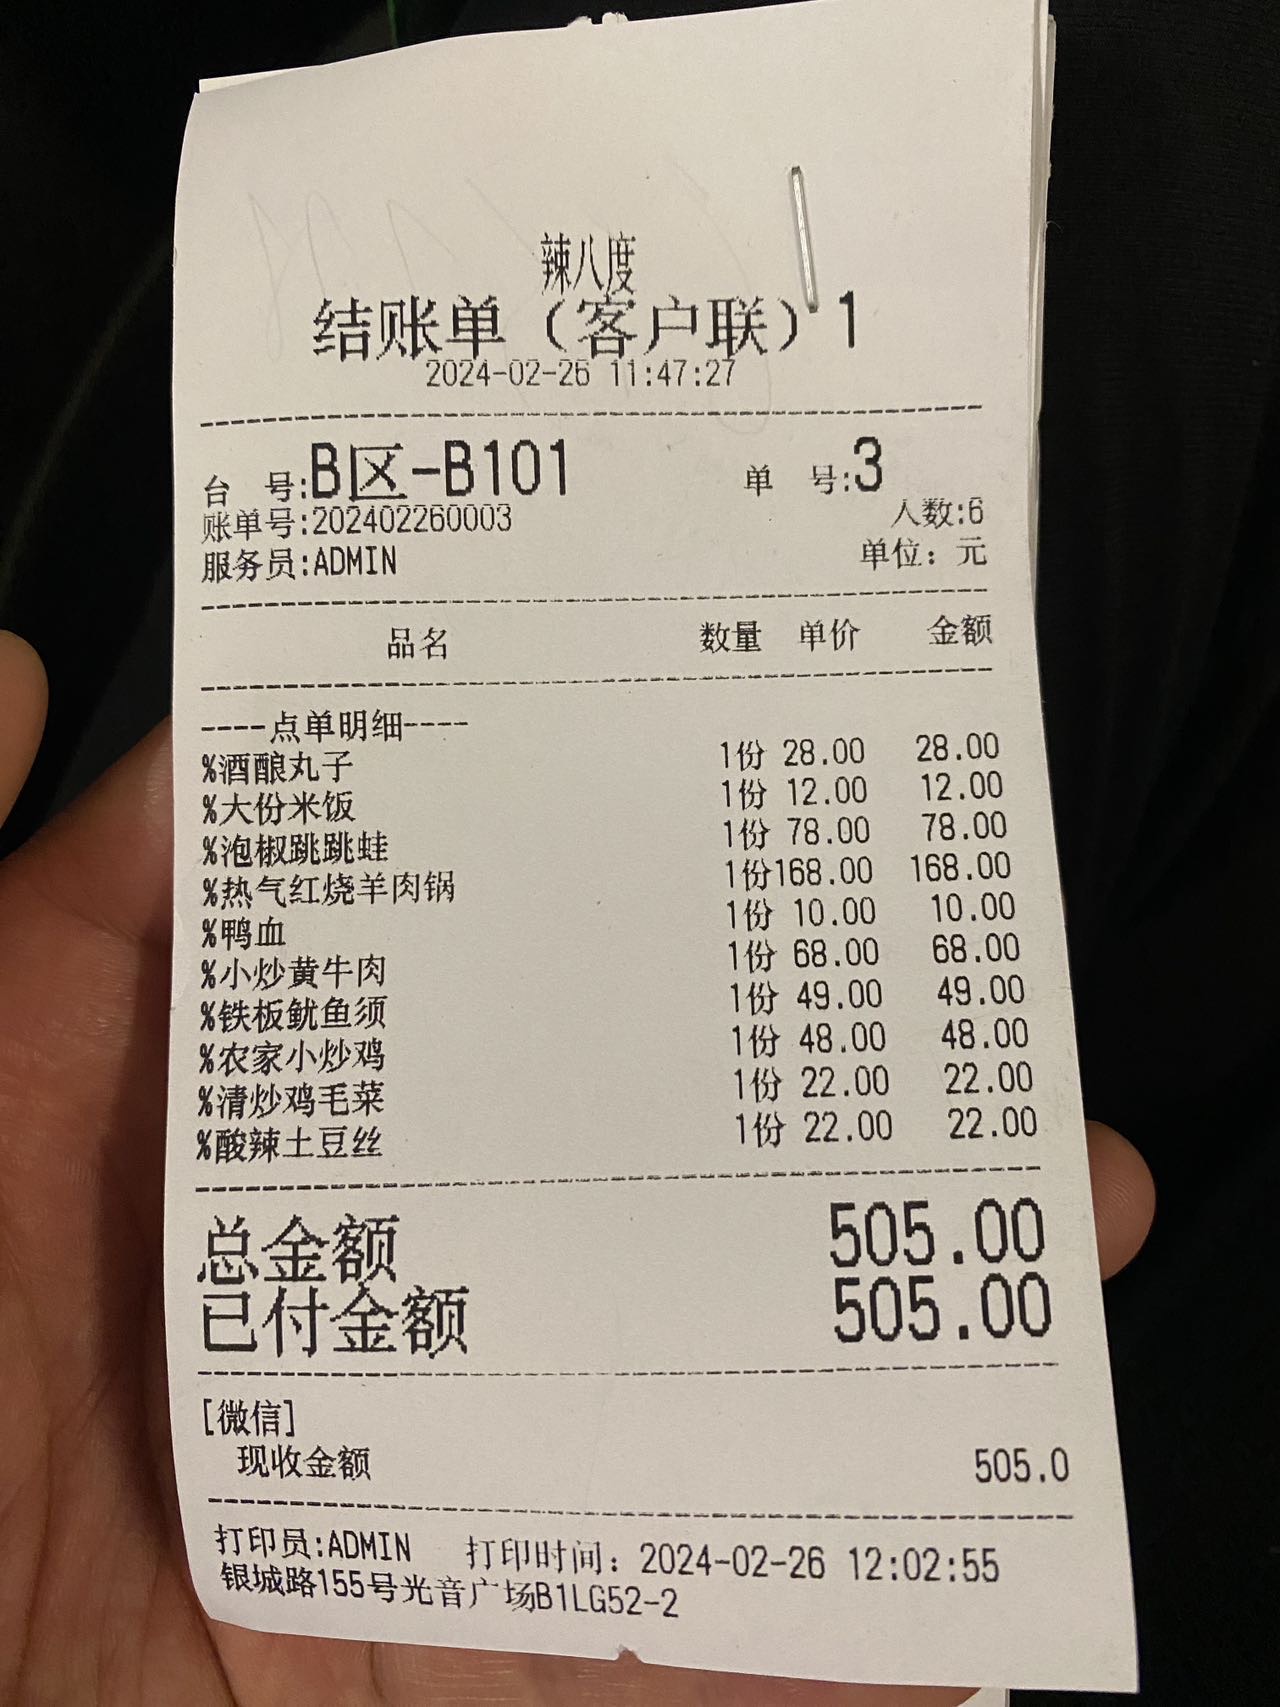 辣八度
结账单（客户联）1
2024-02-26 11:47:27
台 号:B区-B101 单 号:3
账单号:202402260003 人数:6
服务员:ADMIN 单位：元
品名 数量 单价 金额
----点单明细----
%酒酿丸子 1份 28.00 28.00
%大份米饭 1份 12.00 12.00
%泡椒跳跳蛙 1份 78.00 78.00
%热气红烧羊肉锅 1份168.00 168.00
%鸭血 1份 10.00 10.00
%小炒黄牛肉 1份 68.00 68.00
%铁板鱿鱼须 1份 49.00 49.00
%农家小炒鸡 1份 48.00 48.00
%清炒鸡毛菜 1份 22.00 22.00
%酸辣土豆丝 1份 22.00 22.00
总金额 505.00
已付金额 505.00
[微信]
现收金额 505.0
打印员:ADMIN 打印时间：2024-02-26 12:02:55
银城路155号光音广场B1LG52-2